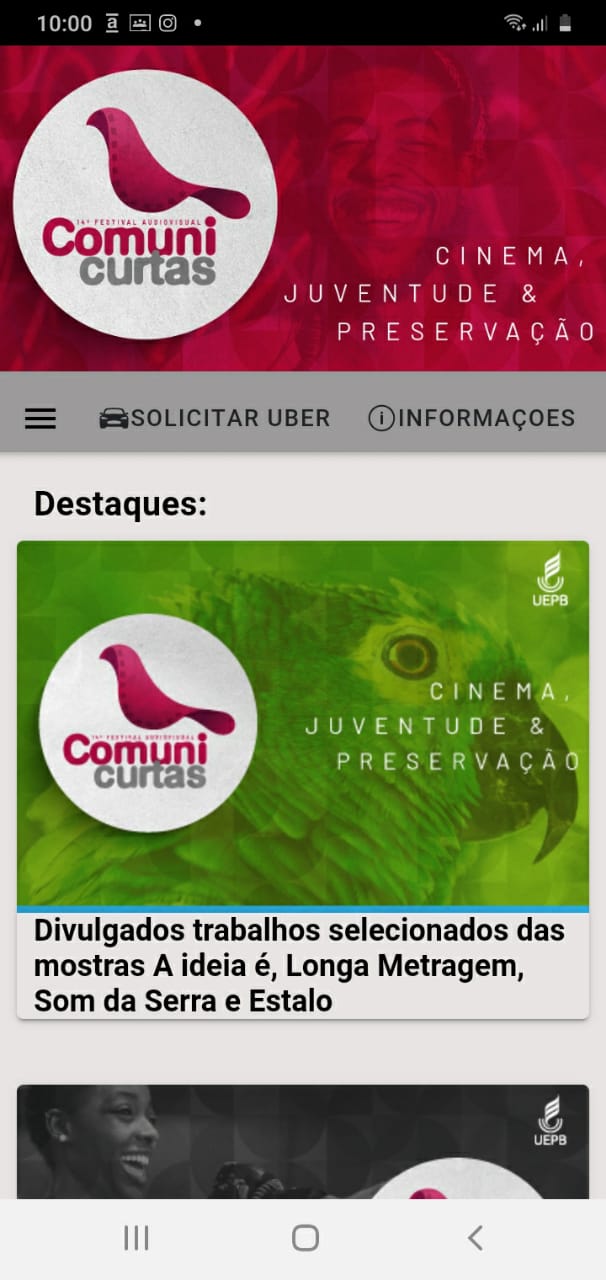 10:00
14º FESTIVAL AUDIOVISUAL
Comuni
curtas
CINEMA,
JUVENTUDE &
PRESERVAÇÃO
SOLICITAR UBER
INFORMAÇOES
Destaques:
UEPB
14º FESTIVAL AUDIOVISUAL
Comuni
curtas
CINEMA,
JUVENTUDE &
PRESERVAÇÃO
Divulgados trabalhos selecionados das
mostras A ideia é, Longa Metragem,
Som da Serra e Estalo
UEPB